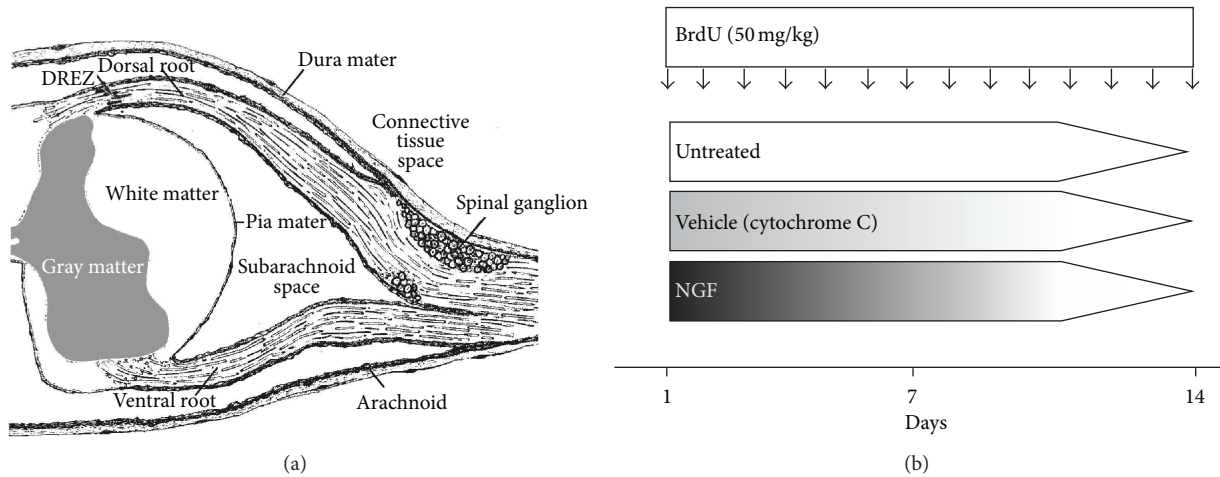 Dorsal root
DREZ
Dura mater
Connective
tissue
space
White matter
Spinal ganglion
Pia mater
Gray matter
Subarachnoid
space
Ventral root
Arachnoid
(a)
BrdU (50 mg/kg)
Untreated
Vehicle (cytochrome C)
NGF
1 7 14
Days
(b)